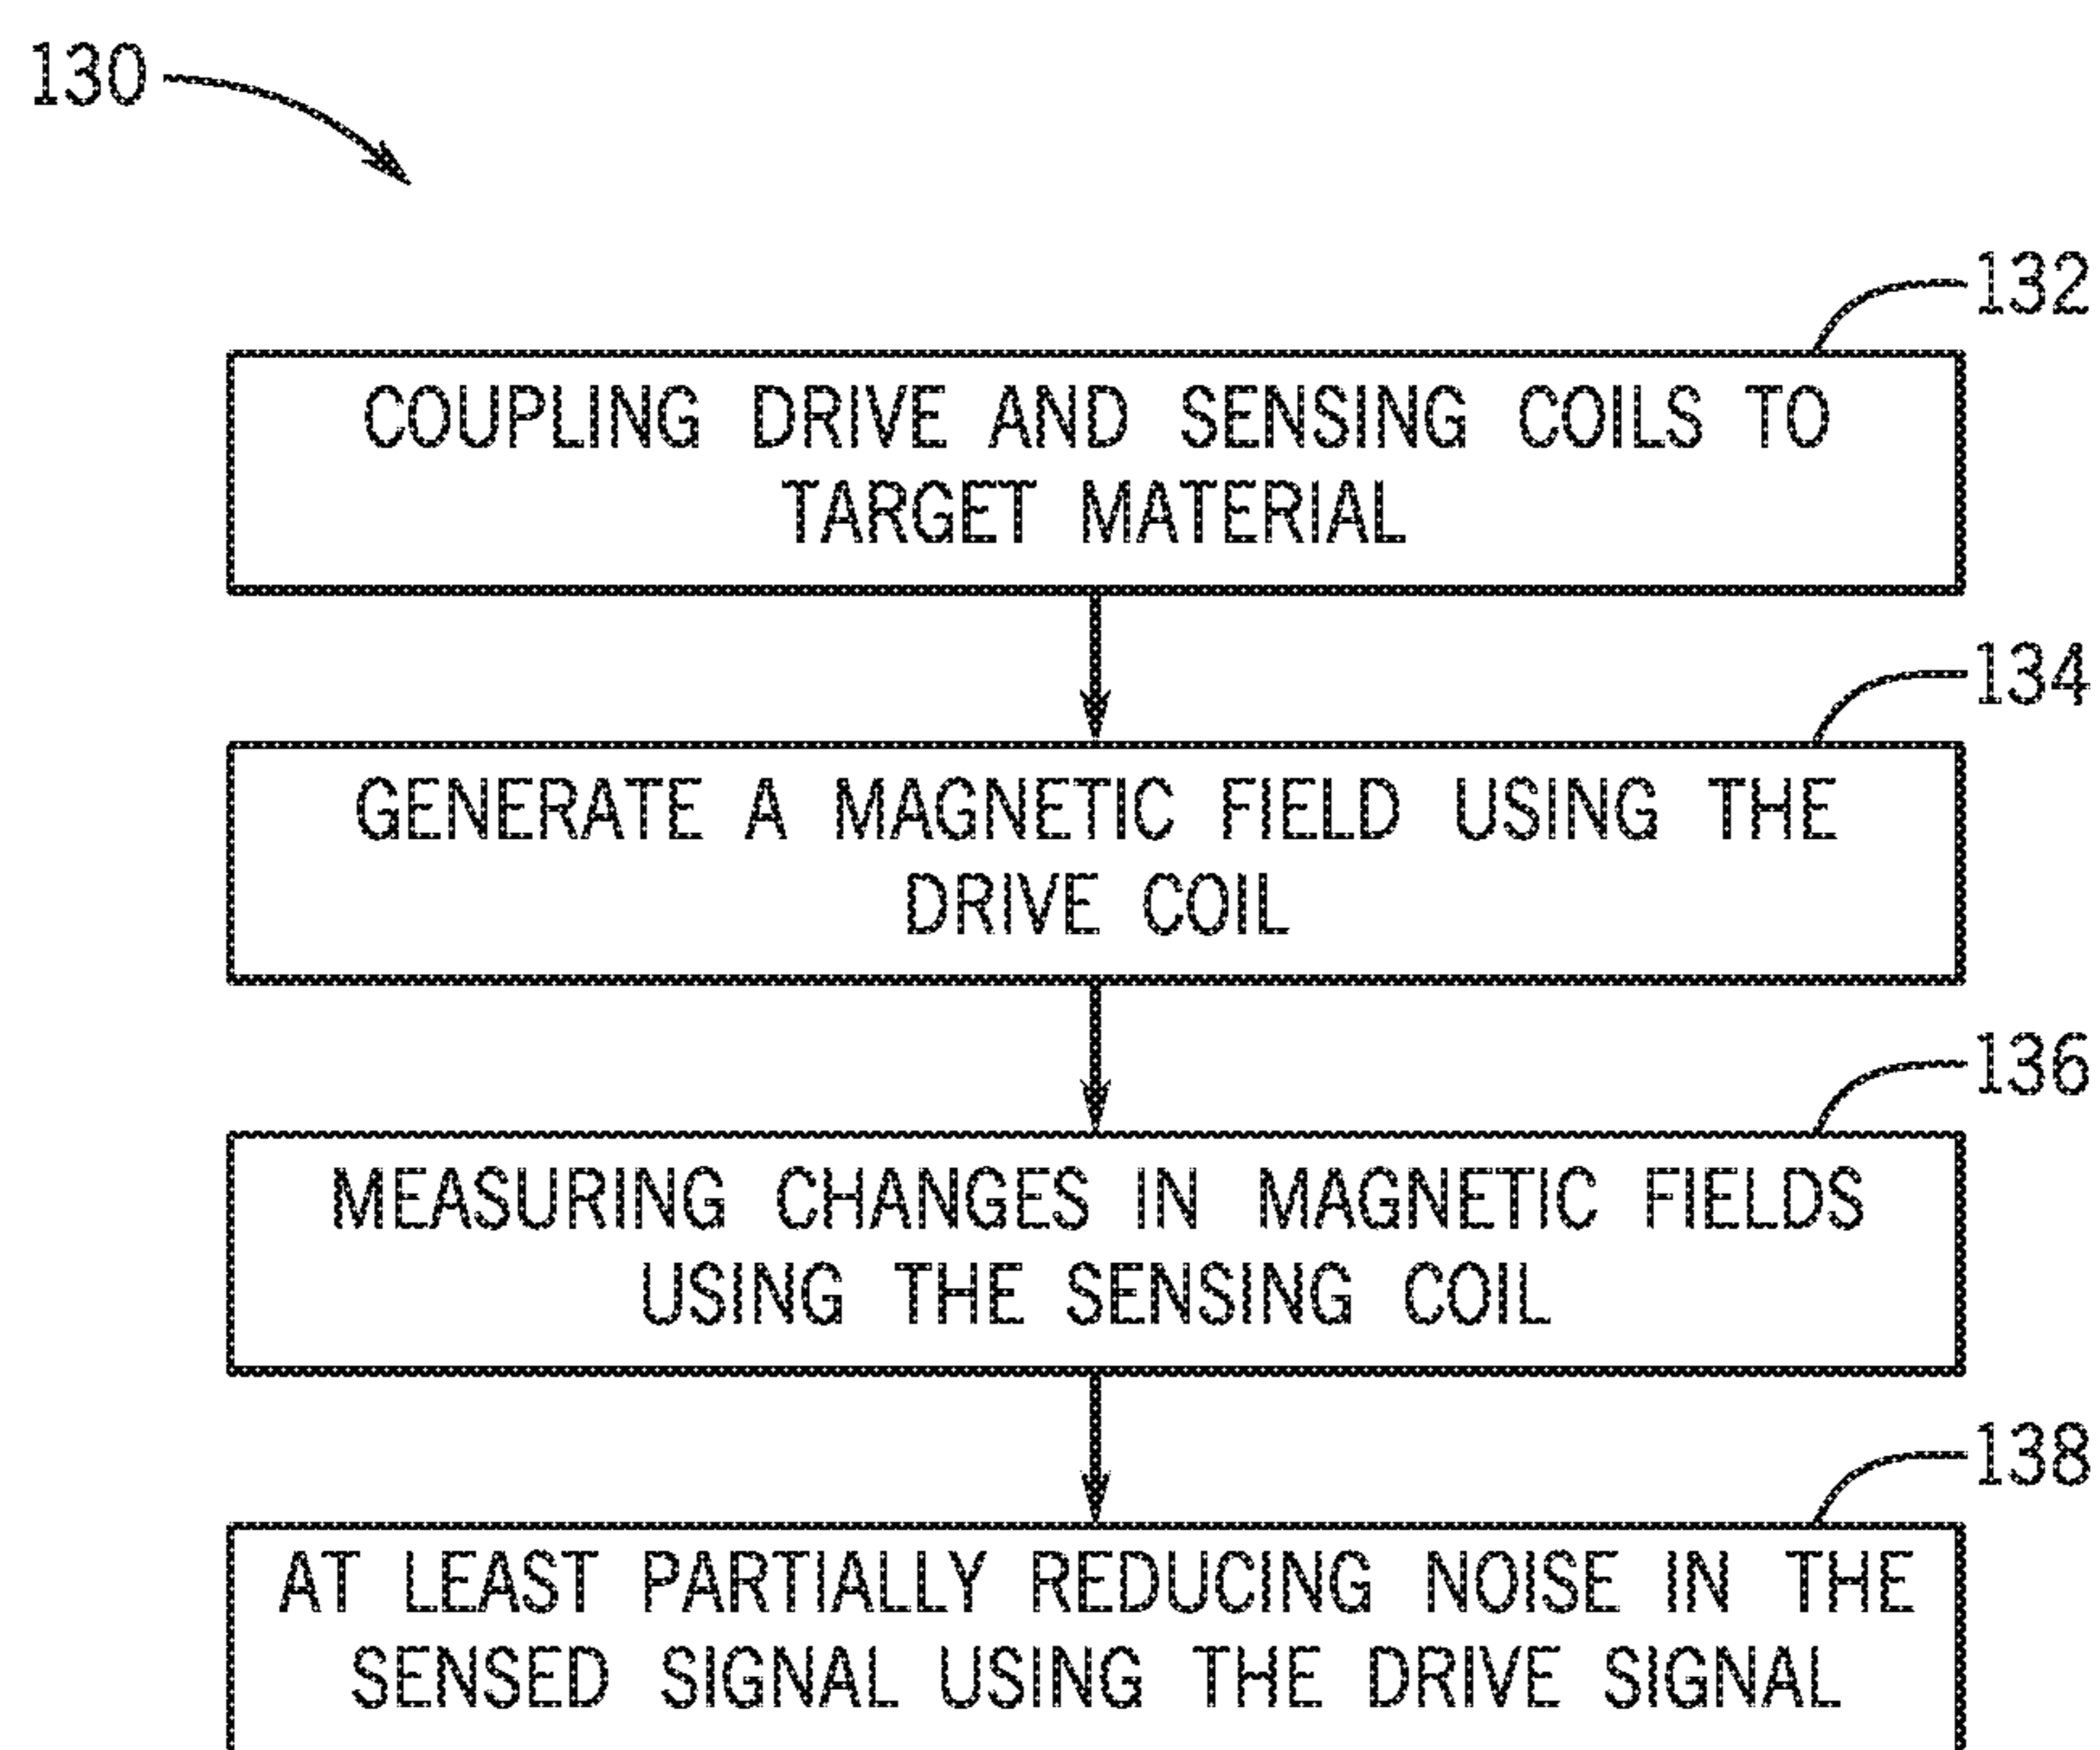 130
132
COUPLING DRIVE AND SENSING COILS TO
TARGET MATERIAL
134
GENERATE A MAGNETIC FIELD USING THE
DRIVE COIL
136
MEASURING CHANGES IN MAGNETIC FIELDS
USING THE SENSING COIL
138
AT LEAST PARTIALLY REDUCING NOISE IN THE
SENSED SIGNAL USING THE DRIVE SIGNAL